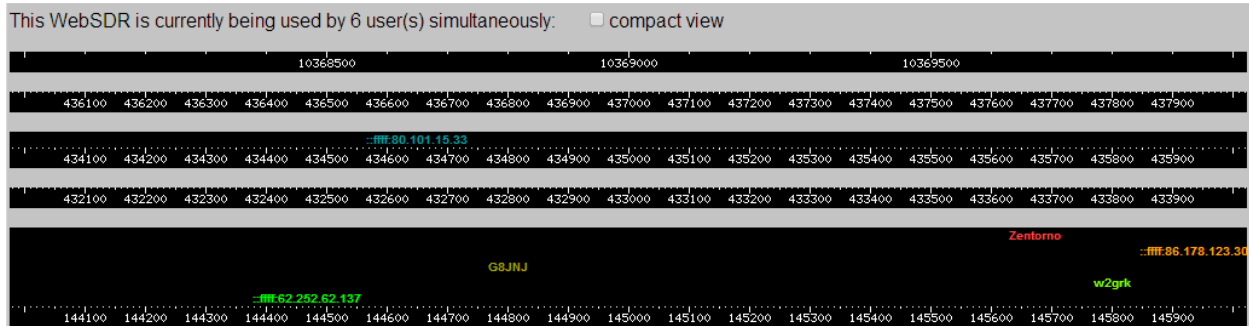 This WebSDR is currently being used by 6 user(s) simultaneously: compact view
10368500 10369000 10369500
436100 436200 436300 436400 436500 436600 436700 436800 436900 437000 437100 437200 437300 437400 437500 437600 437700 437800 437900
::ffff:80.101.15.33
434100 434200 434300 434400 434500 434600 434700 434800 434900 435000 435100 435200 435300 435400 435500 435600 435700 435800 435900
432100 432200 432300 432400 432500 432600 432700 432800 432900 433000 433100 433200 433300 433400 433500 433600 433700 433800 433900
Zentorno
::ffff:86.178.123.30
G8JNJ
w2grk
::ffff:62.252.62.137
144100 144200 144300 144400 144500 144600 144700 144800 144900 145000 145100 145200 145300 145400 145500 145600 145700 145800 145900